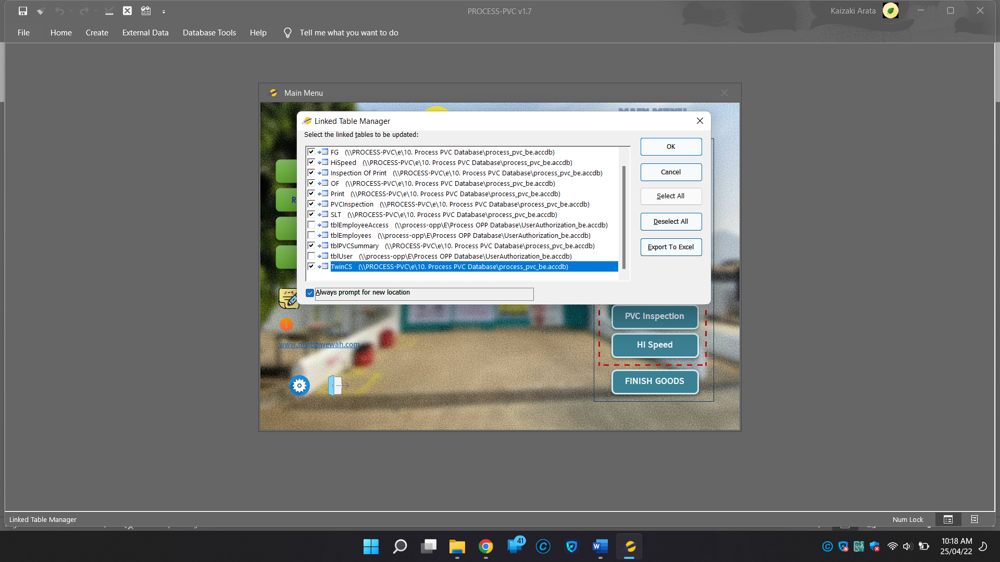 PROCESS-PVC v1.7
Kaizaki Arata
File Home Create External Data Database Tools Help Tell me what you want to do
Main Menu
MAIN MENU
Linked Table Manager
Select the linked tables to be updated:
FG (\\PROCESS-PVC\e\10. Process PVC Database\process_pvc_be.accdb)
HiSpeed (\\PROCESS-PVC\e\10. Process PVC Database\process_pvc_be.accdb)
Inspection Of Print (\\PROCESS-PVC\e\10. Process PVC Database\process_pvc_be.accdb)
OF (\\PROCESS-PVC\e\10. Process PVC Database\process_pvc_be.accdb)
Print (\\PROCESS-PVC\e\10. Process PVC Database\process_pvc_be.accdb)
PVCInspection (\\PROCESS-PVC\e\10. Process PVC Database\process_pvc_be.accdb)
SLT (\\PROCESS-PVC\e\10. Process PVC Database\process_pvc_be.accdb)
tblEmployeeAccess (\\process-opp\E\Process OPP Database\UserAuthorization_be.accdb)
tblEmployees (\\process-opp\E\Process OPP Database\UserAuthorization_be.accdb)
tblPVCSummary (\\PROCESS-PVC\e\10. Process PVC Database\process_pvc_be.accdb)
tblUser (\\process-opp\E\Process OPP Database\UserAuthorization_be.accdb)
TwinCS (\\PROCESS-PVC\e\10. Process PVC Database\process_pvc_be.accdb)
OK
Cancel
Select All
Deselect All
Export To Excel
Always prompt for new location
R
PVC Inspection
HI Speed
FINISH GOODS
www.myitshwewah.com
Linked Table Manager
Num Lock
41
10:18 AM
25/04/22